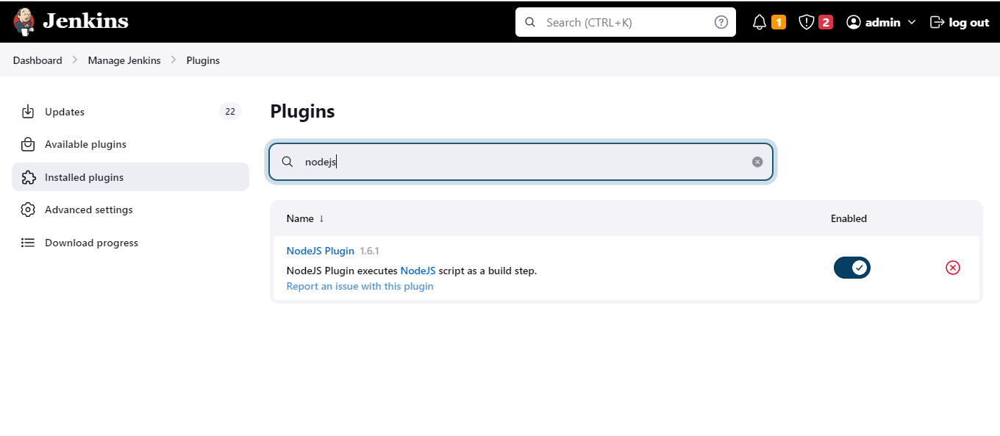 Jenkins
Search (CTRL+K)
1
2
admin
log out
Dashboard
Manage Jenkins
Plugins
Updates
22
Available plugins
Installed plugins
Advanced settings
Download progress
Plugins
nodejs
Name ↓
Enabled
NodeJS Plugin 1.6.1
NodeJS Plugin executes NodeJS script as a build step.
Report an issue with this plugin